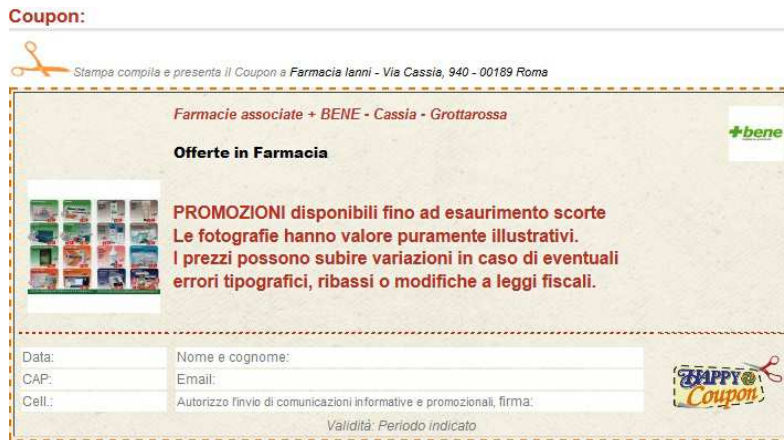 Coupon:
Stampa compila e presenta il Coupon a Farmacia Ianni - Via Cassia, 940 - 00189 Roma
Farmacie associate + BENE - Cassia - Grottarossa
+bene
Offerte in Farmacia
PROMOZIONI disponibili fino ad esaurimento scorte
Le fotografie hanno valore puramente illustrativi.
I prezzi possono subire variazioni in caso di eventuali
errori tipografici, ribassi o modifiche a leggi fiscali.
Data:
Nome e cognome:
CAP:
Email:
Cell.:
Autorizzo l'invio di comunicazioni informative e promozionali, firma:
HAPPY@
Coupon
Validità: Periodo indicato